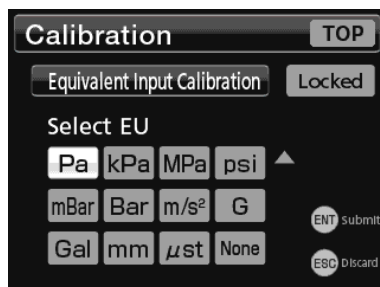 Calibration TOP
Equivalent Input Calibration Locked
Select EU
Pa kPa MPa psi
mBar Bar m/s² G
ENT Submit
Gal mm μst None
ESC Discard